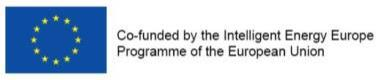 Co-funded by the Intelligent Energy Europe
Programme of the European Union